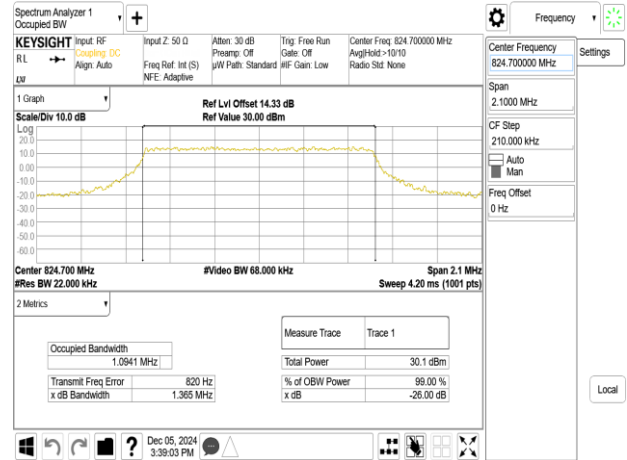 Spectrum Analyzer 1
Occupied BW
Frequency
KEYSIGHT
RL
LXI
Input: RF
Coupling: DC
Align: Auto
Input Z: 50 Ω
Freq Ref: Int (S)
NFE: Adaptive
Atten: 30 dB
Preamp: Off
µW Path: Standard
Trig: Free Run
Gate: Off
#IF Gain: Low
Center Freq: 824.700000 MHz
Avg|Hold:>10/10
Radio Std: None
Center Frequency
824.700000 MHz
Settings
Span
2.1000 MHz
CF Step
210.000 kHz
Auto
Man
Freq Offset
0 Hz
Local
1 Graph
Scale/Div 10.0 dB
Ref Lvl Offset 14.33 dB
Ref Value 30.00 dBm
Log
20.0
10.0
0.00
-10.0
-20.0
-30.0
-40.0
-50.0
-60.0
Center 824.700 MHz
#Video BW 68.000 kHz
Span 2.1 MHz
#Res BW 22.000 kHz
Sweep 4.20 ms (1001 pts)
2 Metrics
Measure Trace Trace 1
Occupied Bandwidth
1.0941 MHz
Total Power 30.1 dBm
Transmit Freq Error 820 Hz
% of OBW Power 99.00 %
x dB Bandwidth 1.365 MHz
x dB -26.00 dB
Dec 05, 2024
3:39:03 PM